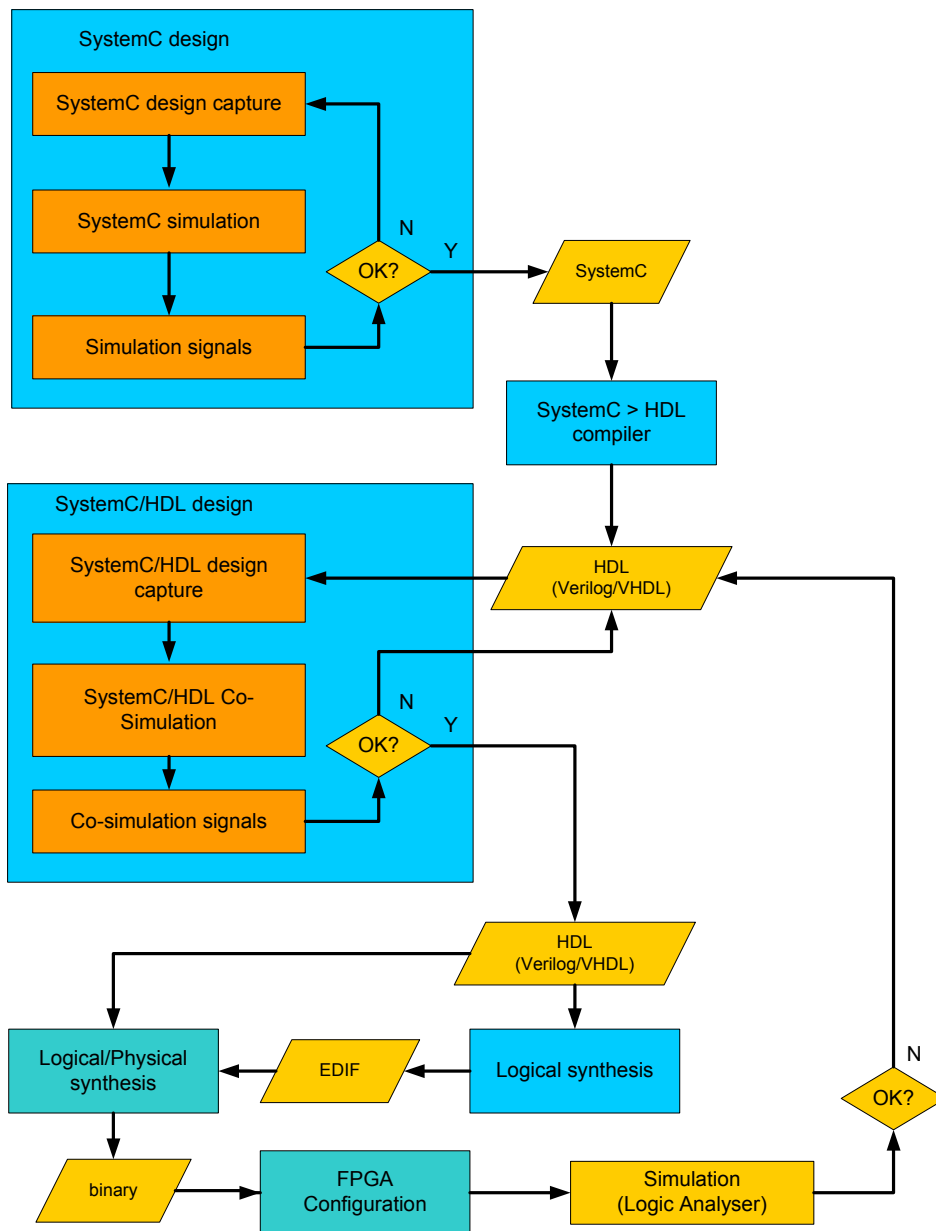 SystemC design
SystemC design capture
SystemC simulation
N
Y
OK?
SystemC
Simulation signals
SystemC > HDL
compiler
SystemC/HDL design
SystemC/HDL design
capture
HDL
(Verilog/VHDL)
SystemC/HDL Co-
Simulation
N
Y
OK?
Co-simulation signals
HDL
(Verilog/VHDL)
Logical/Physical
synthesis
EDIF
Logical synthesis
N
OK?
binary
FPGA
Configuration
Simulation
(Logic Analyser)